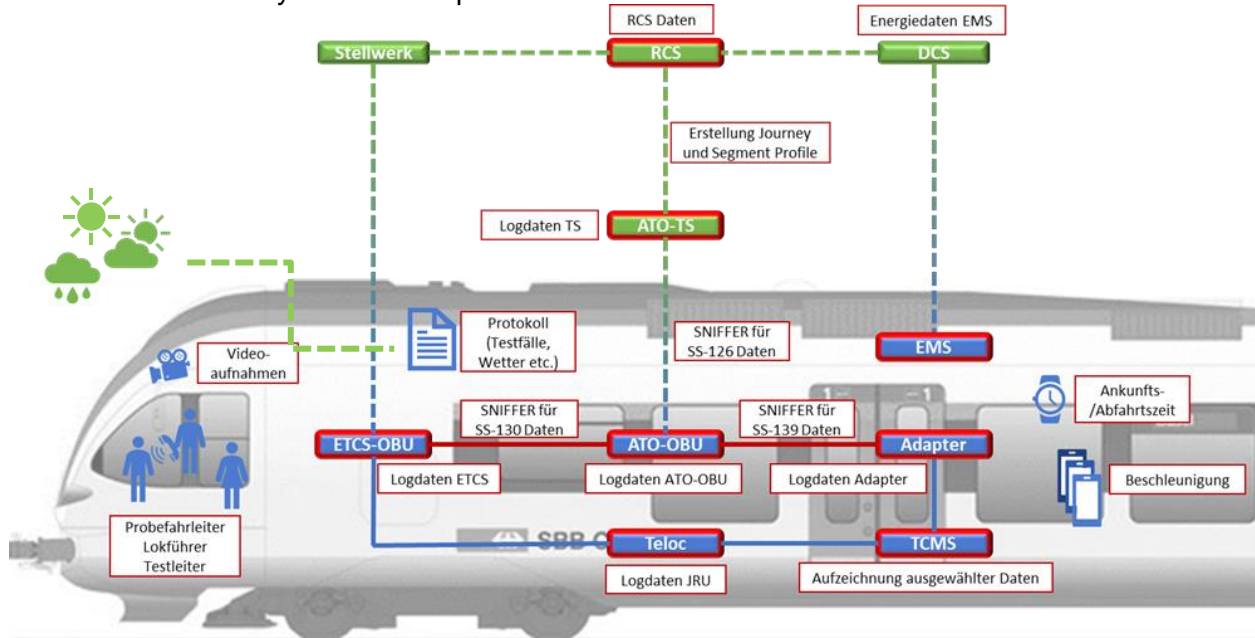 RCS Daten
Energiedaten EMS
Stellwerk
RCS
DCS
Erstellung Journey
und Segment Profile
Logdaten TS
ATO-TS
Protokoll
(Testfälle,
Wetter etc.)
SNIFFER für
SS-126 Daten
EMS
Video-
aufnahmen
Ankunfts-
/Abfahrtszeit
SNIFFER für
SS-130 Daten
SNIFFER für
SS-139 Daten
ETCS-OBU
ATO-OBU
Adapter
Logdaten ETCS
Logdaten ATO-OBU
Logdaten Adapter
Beschleunigung
Probefahrleiter
Lokführer
Testleiter
SBB C
Teloc
TCMS
Logdaten JRU
Aufzeichnung ausgewählter Daten